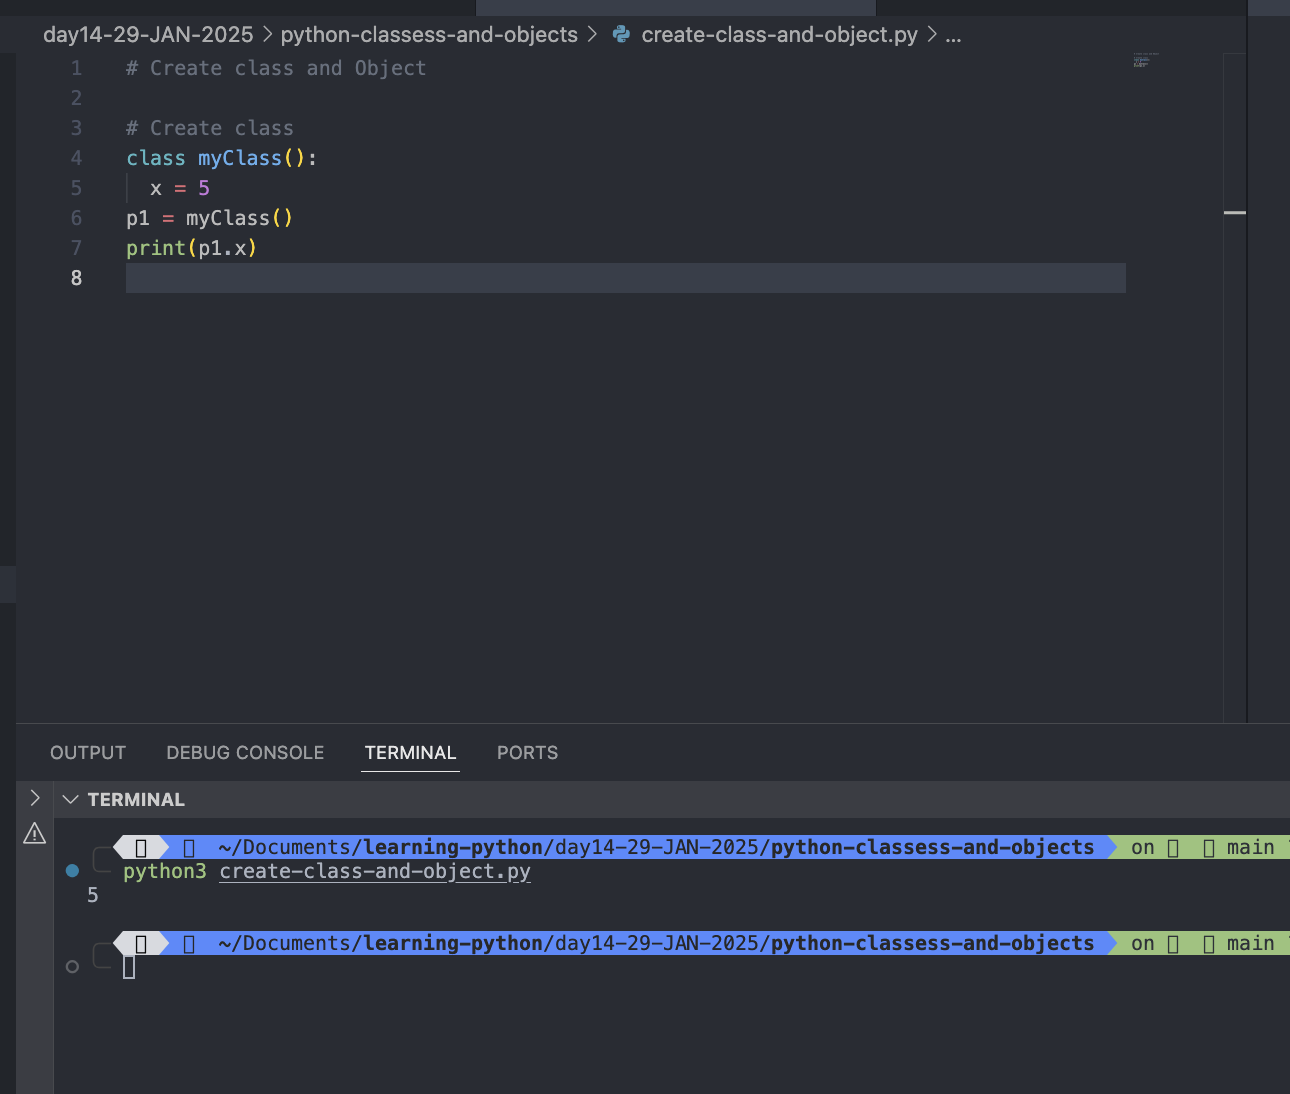 day14-29-JAN-2025 > python-classess-and-objects > create-class-and-object.py > ...
1 # Create class and Object
2
3 # Create class
4 class myClass():
5 x = 5
6 p1 = myClass()
7 print(p1.x)
8
OUTPUT DEBUG CONSOLE TERMINAL PORTS
TERMINAL
~/Documents/learning-python/day14-29-JAN-2025/python-classess-and-objects on main
python3 create-class-and-object.py
5
~/Documents/learning-python/day14-29-JAN-2025/python-classess-and-objects on main